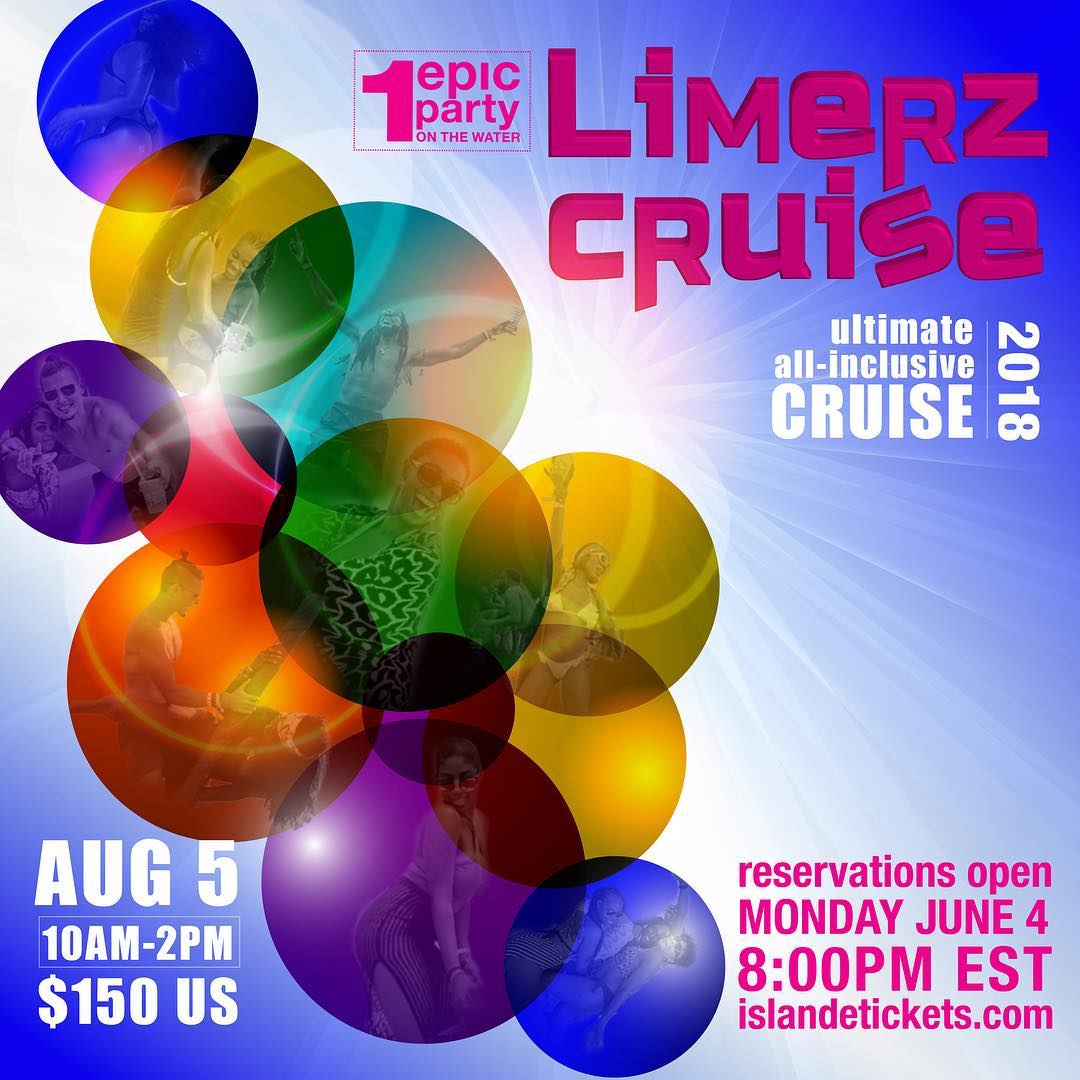 1 epic
party
ON THE WATER
LiMeRZ
CRUiSe
ultimate
all-inclusive
CRUISE
2018
AUG 5
10AM-2PM
$150 US
reservations open
MONDAY JUNE 4
8:00PM EST
islandetickets.com